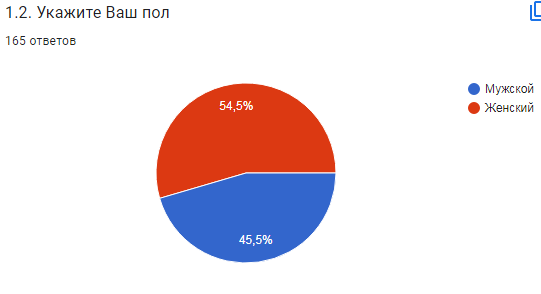 1.2. Укажите Ваш пол
165 ответов
54,5%
45,5%
Мужской
Женский